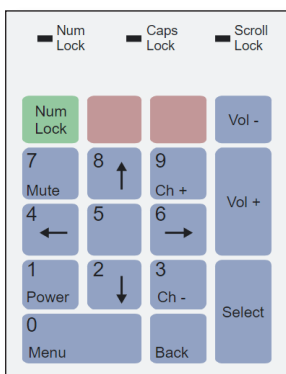 Num
Lock
Caps
Lock
Scroll
Lock
Num
Lock
Vol -
7
Mute
8
9
Ch +
Vol +
4
5
6
1
Power
2
3
Ch -
Select
0
Menu
Back